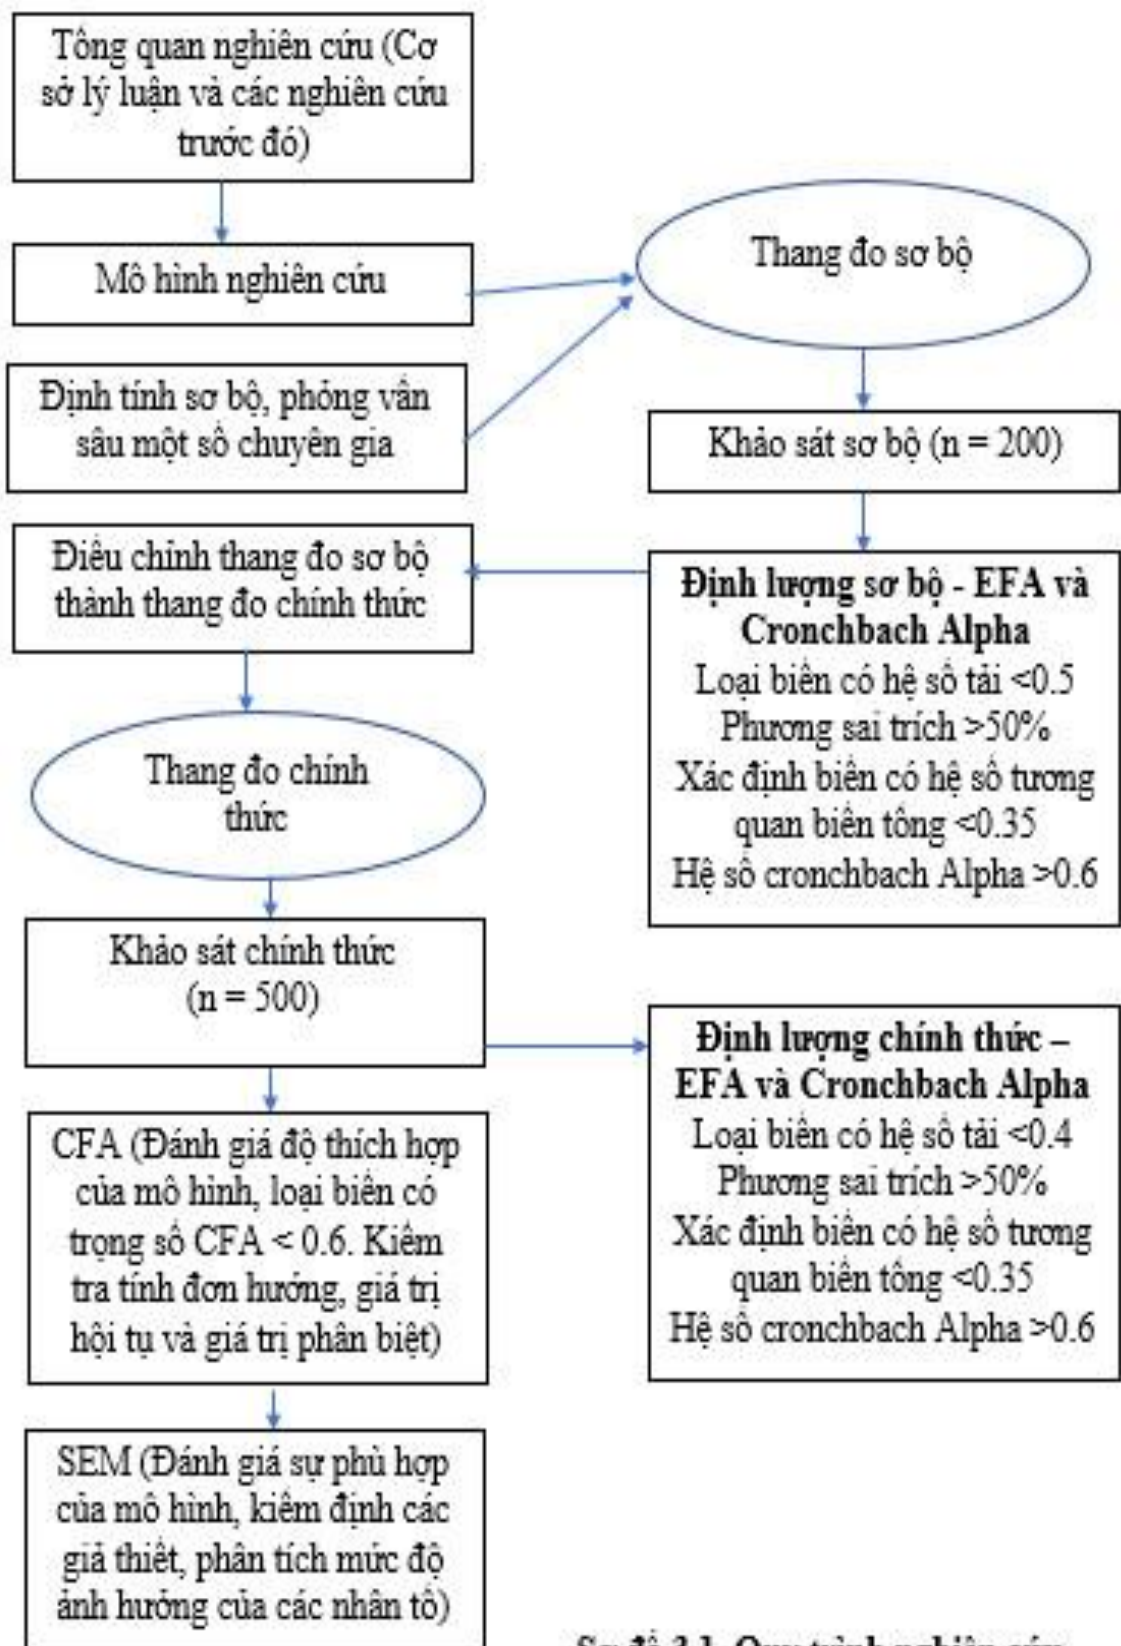 Tổng quan nghiên cứu (Cơ
sở lý luận và các nghiên cứu
trước đó)
Mô hình nghiên cứu
Định tính sơ bộ, phỏng vấn
sâu một số chuyên gia
Thang đo sơ bộ
Khảo sát sơ bộ (n = 200)
Định lượng sơ bộ - EFA và
Cronchbach Alpha
Loại biến có hệ số tải <0.5
Phương sai trích >50%
Xác định biến có hệ số tương
quan biến tổng <0.35
Hệ số cronchbach Alpha >0.6
Điều chỉnh thang đo sơ bộ
thành thang đo chính thức
Thang đo chính
thức
Khảo sát chính thức
(n = 500)
Định lượng chính thức –
EFA và Cronchbach Alpha
Loại biến có hệ số tải <0.4
Phương sai trích >50%
Xác định biến có hệ số tương
quan biến tổng <0.35
Hệ số cronchbach Alpha >0.6
CFA (Đánh giá độ thích hợp
của mô hình, loại biến có
trọng số CFA < 0.6. Kiểm
tra tính đơn hướng, giá trị
hội tụ và giá trị phân biệt)
SEM (Đánh giá sự phù hợp
của mô hình, kiểm định các
giả thiết, phân tích mức độ
ảnh hưởng của các nhân tố)
Sơ đồ 3.1. Quy trình nghiên cứu